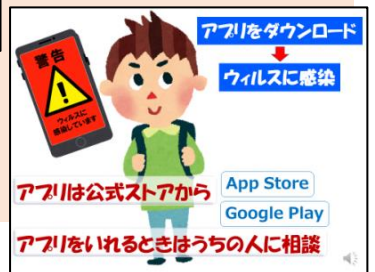 アプリをダウンロード
ウィルスに感染
警告
ウィルスに
感染しています
アプリは公式ストアから
App Store
Google Play
アプリをいれるときはうちの人に相談